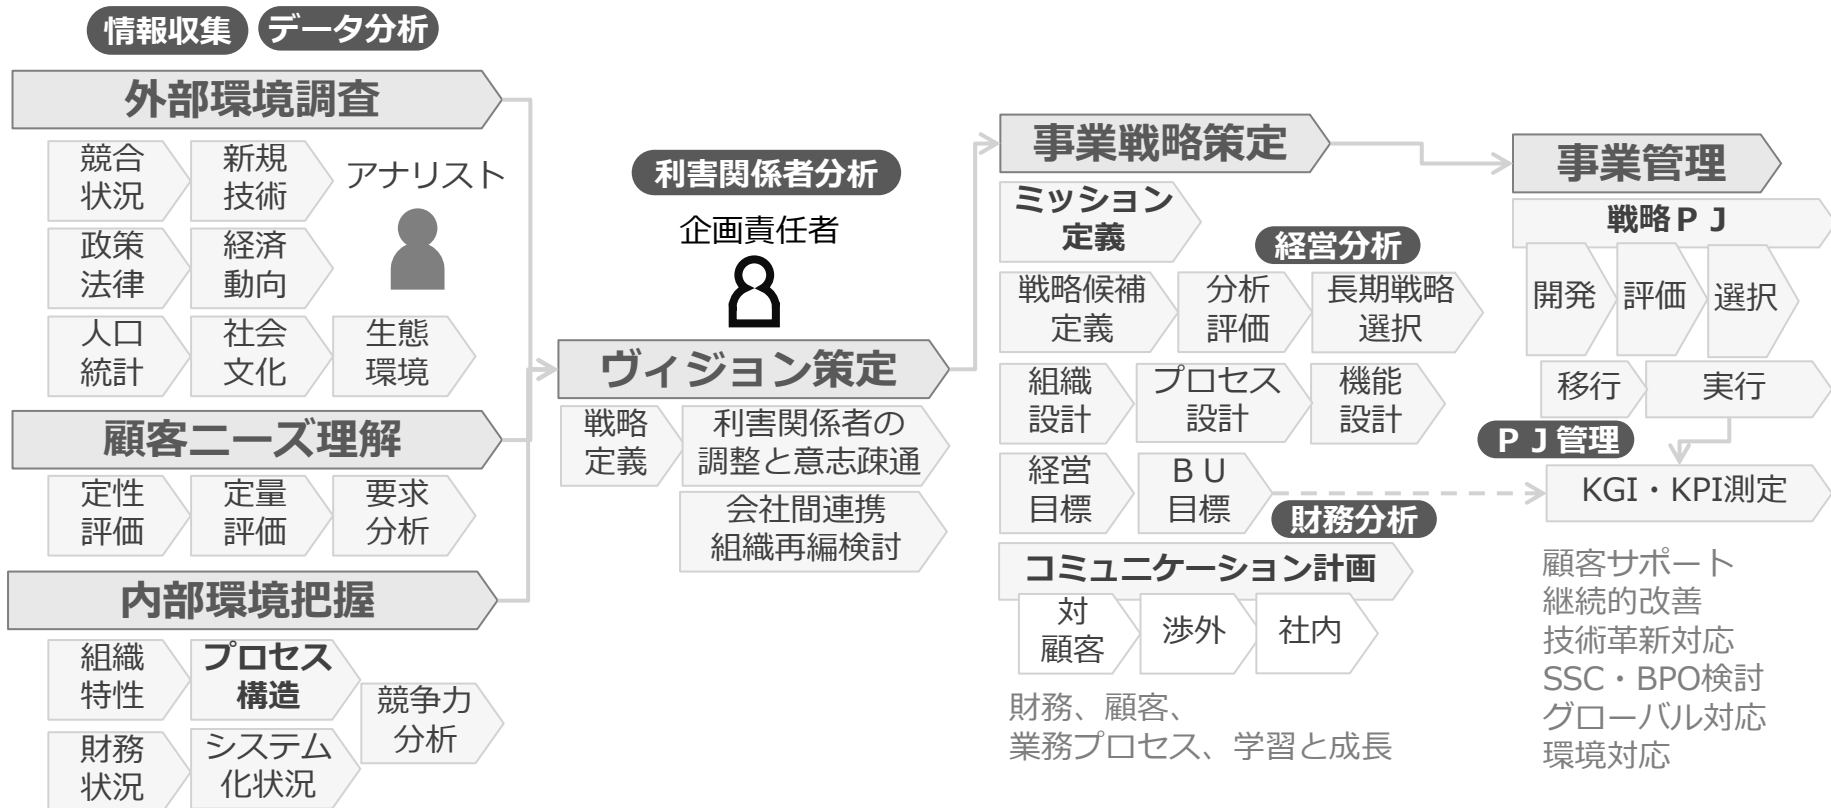 情報収集
データ分析
外部環境調査
競合
状況
新規
技術
アナリスト
政策
法律
経済
動向
人口
統計
社会
文化
生態
環境
顧客ニーズ理解
定性
評価
定量
評価
要求
分析
内部環境把握
組織
特性
プロセス
構造
競争力
分析
財務
状況
システム
化状況
利害関係者分析
企画責任者
ヴィジョン策定
戦略
定義
利害関係者の
調整と意志疎通
会社間連携
組織再編検討
事業戦略策定
ミッション
定義
経営分析
戦略候補
定義
分析
評価
長期戦略
選択
組織
設計
プロセス
設計
機能
設計
経営
目標
ＢＵ
目標
財務分析
コミュニケーション計画
対
顧客
渉外
社内
財務、顧客、
業務プロセス、学習と成長
事業管理
戦略ＰＪ
開発
評価
選択
移行
実行
ＰＪ管理
KGI・KPI測定
顧客サポート
継続的改善
技術革新対応
SSC・BPO検討
グローバル対応
環境対応